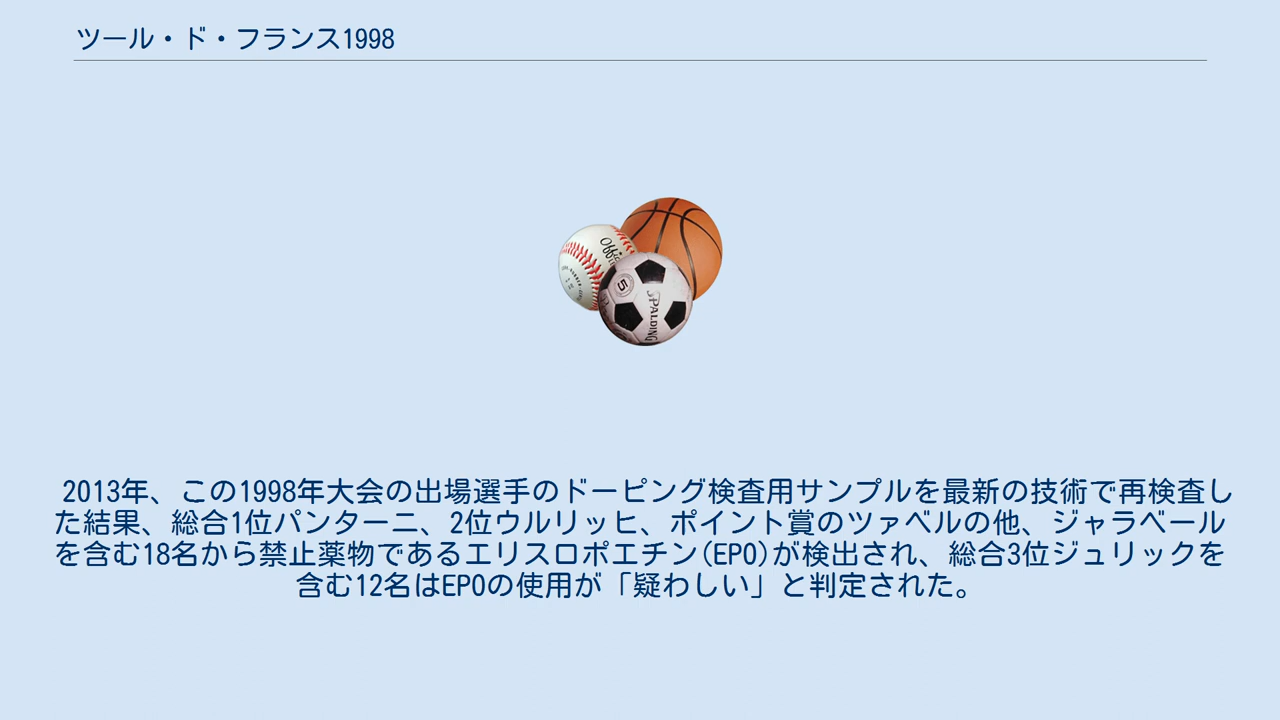 ツール・ド・フランス1998
Offic
5
SPALDING
2013年、この1998年大会の出場選手のドーピング検査用サンプルを最新の技術で再検査し
た結果、総合1位パンターニ、2位ウルリッヒ、ポイント賞のツァベルの他、ジャラベール
を含む18名から禁止薬物であるエリスロポエチン(EPO)が検出され、総合3位ジュリックを
含む12名はEPOの使用が「疑わしい」と判定された。